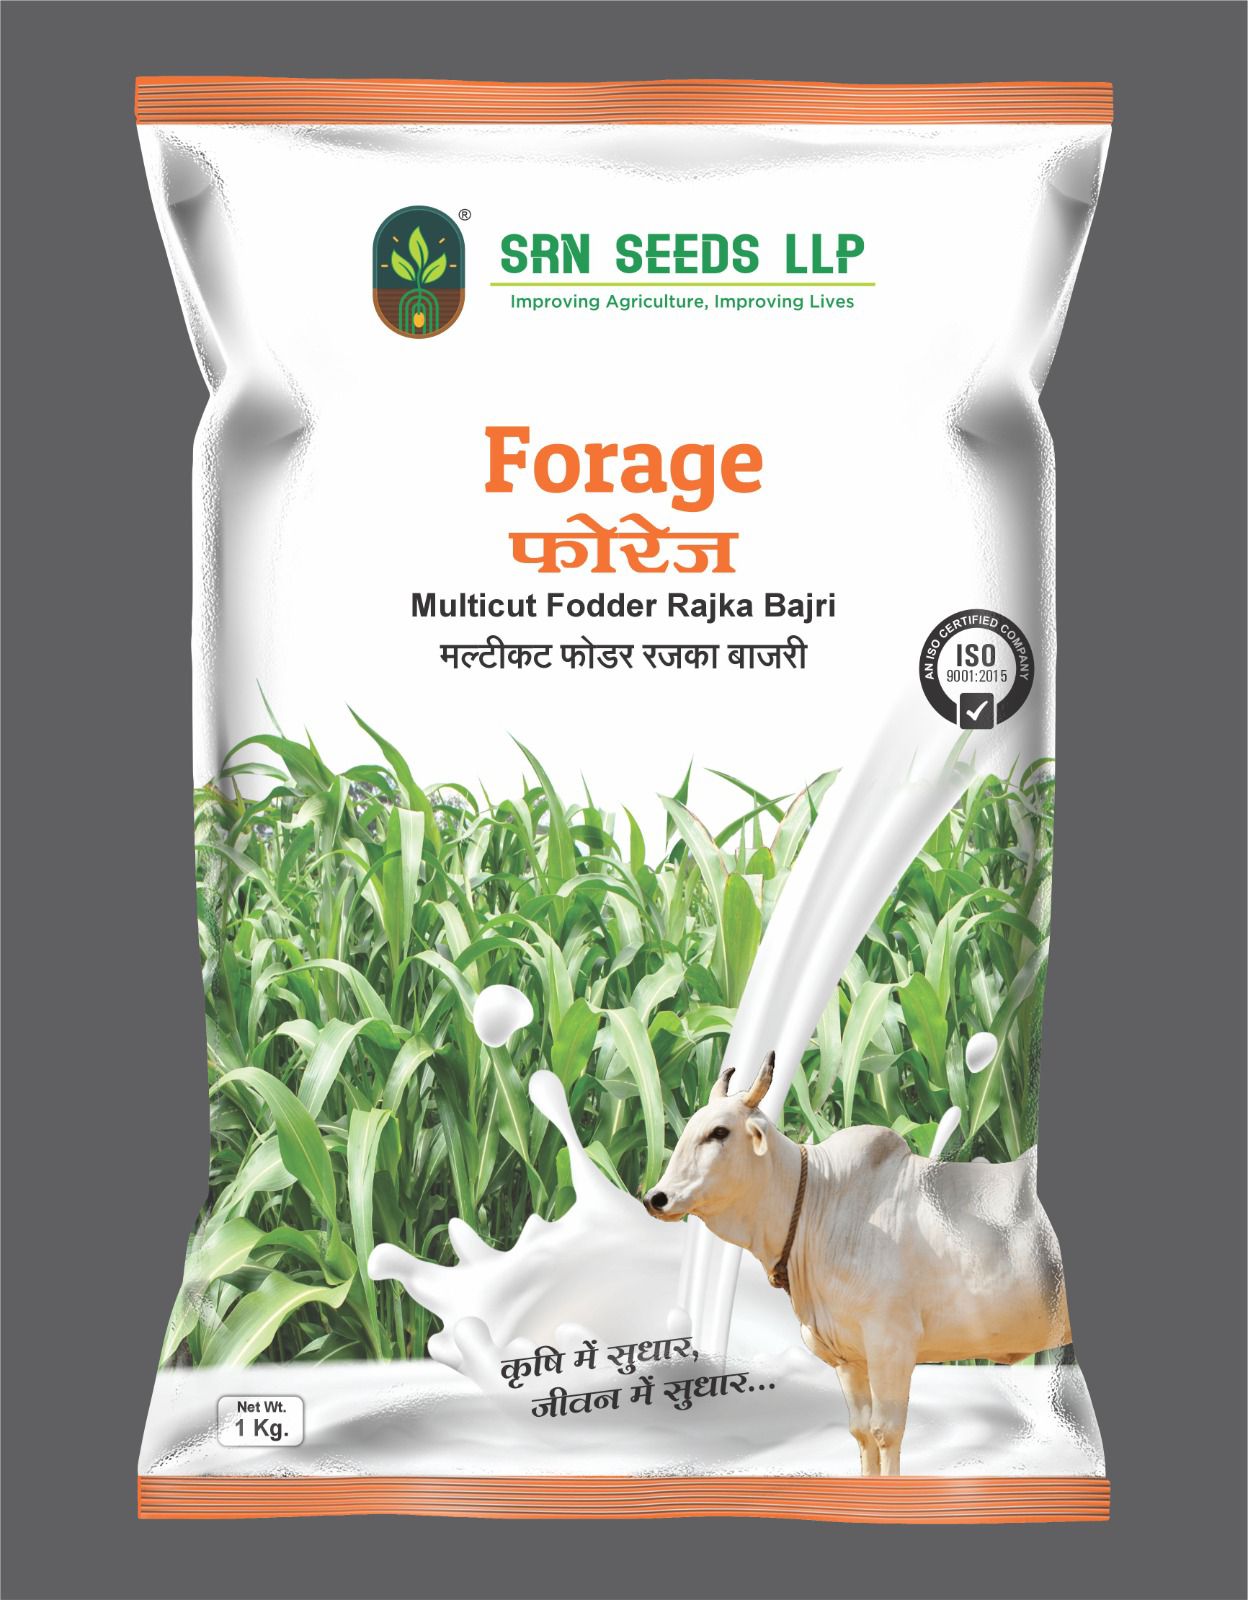 ®
SRN SEEDS LLP
Improving Agriculture, Improving Lives
Forage
फोरेज
Multicut Fodder Rajka Bajri
मल्टीकट फोडर रजका बाजरी
AN ISO CERTIFIED COMPANY
ISO
9001:2015
कृषि में सुधार,
जीवन में सुधार...
Net Wt.
1 Kg.